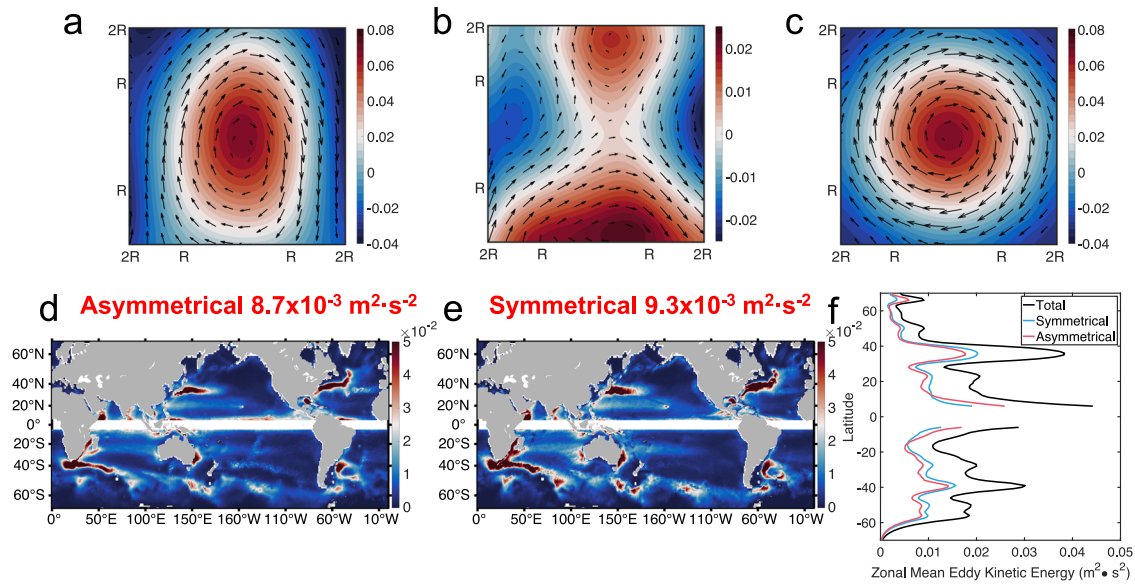 a
2R
R
R
2R
R
R
2R
0.08
0.06
0.04
0.02
0
-0.02
-0.04
b
2R
R
R
2R
0.02
0.01
0
-0.01
-0.02
c
2R
R
R
2R
R
R
2R
0.08
0.06
0.04
0.02
0
-0.02
-0.04
d
Asymmetrical 8.7x10⁻³ m²·s⁻²
60°N
40°N
20°N
0°
20°S
40°S
60°S
0°
50°E
100°E
150°E
160°W
110°W
60°W
10°W
×10⁻²
5
4
3
2
1
0
e
Symmetrical 9.3x10⁻³ m²·s⁻²
60°N
40°N
20°N
0°
20°S
40°S
60°S
0°
50°E
100°E
150°E
160°W
110°W
60°W
10°W
×10⁻²
5
4
3
2
1
0
f
Total
Symmetrical
Asymmetrical
Latitude
60
40
20
0
-20
-40
-60
0
0.01
0.02
0.03
0.04
0.05
Zonal Mean Eddy Kinetic Energy (m²• s²)